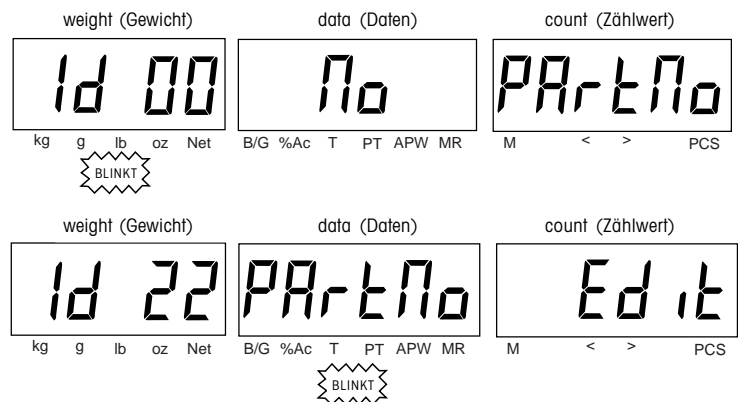 weight (Gewicht) data (Daten) count (Zählwert)
Id 00 No PArtNo
kg g lb oz Net B/G %Ac T PT APW MR M < > PCS
BLINKT
weight (Gewicht) data (Daten) count (Zählwert)
Id 22 PArtNo Edit
kg g lb oz Net B/G %Ac T PT APW MR M < > PCS
BLINKT